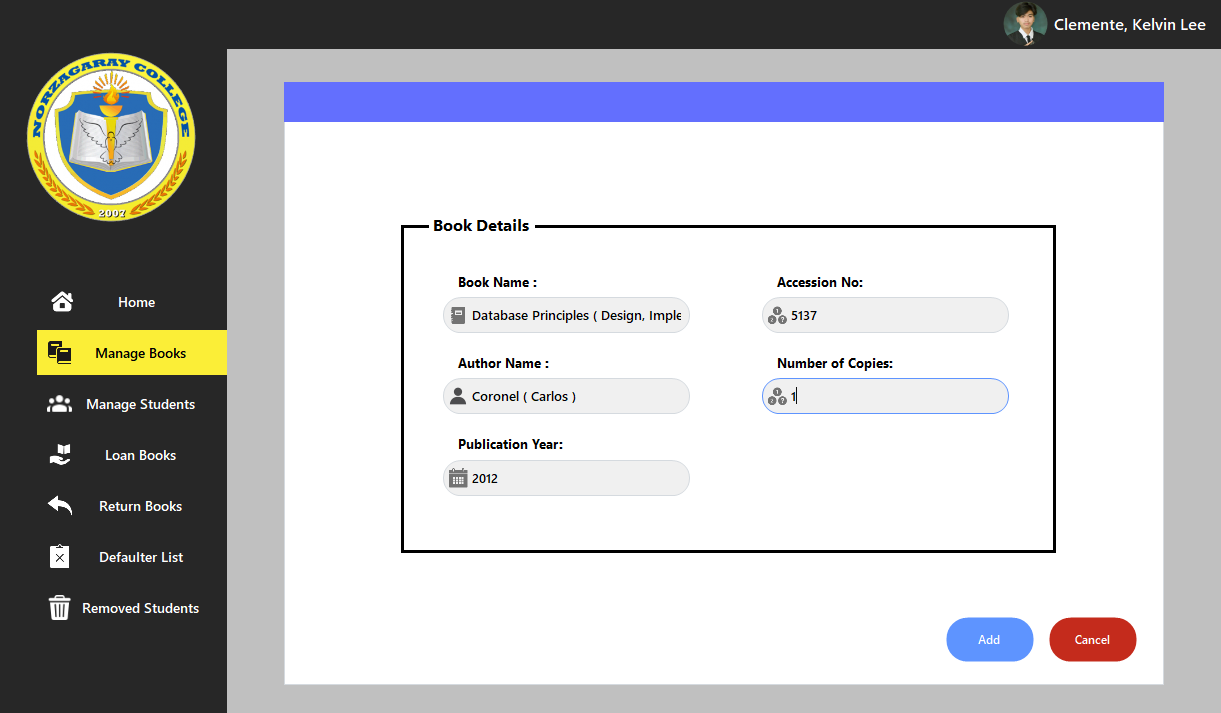 Clemente, Kelvin Lee
NORZAGARAY COLLEGE
2007
Home
Manage Books
Manage Students
Loan Books
Return Books
Defaulter List
Removed Students
Book Details
Book Name :
Database Principles ( Design, Imple
Accession No:
5137
Author Name :
Coronel ( Carlos )
Number of Copies:
1
Publication Year:
2012
Add
Cancel